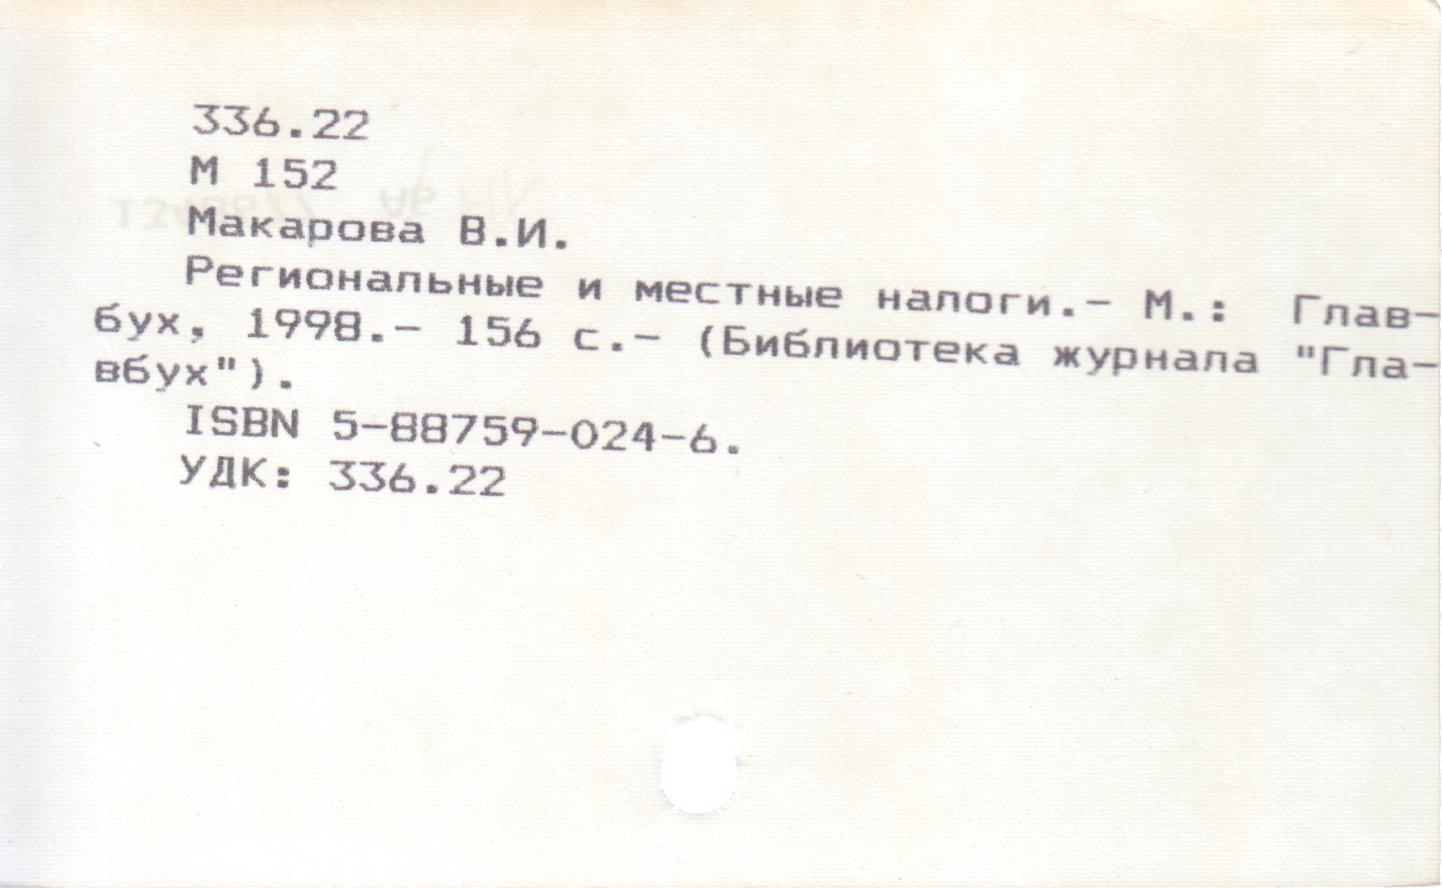 336.22
М 152
Макарова В.И.
Региональные и местные налоги.- М.: Глав-
бух, 1998.- 156 с.- (Библиотека журнала "Гла-
вбух").
ISBN 5-88759-024-6.
УДК: 336.22